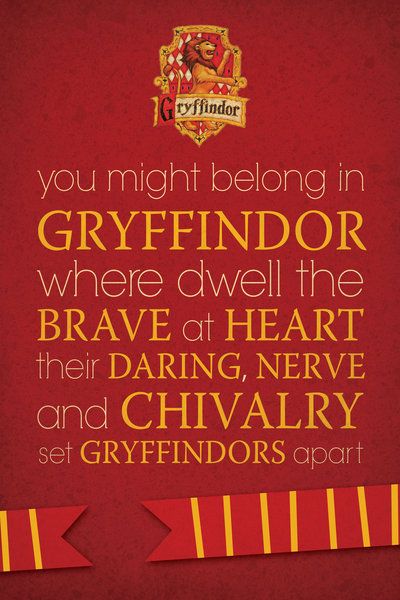 Gryffindor
you might belong in
GRYFFINDOR
where dwell the
BRAVE at HEART
their DARING, NERVE
and CHIVALRY
set GRYFFINDORS apart